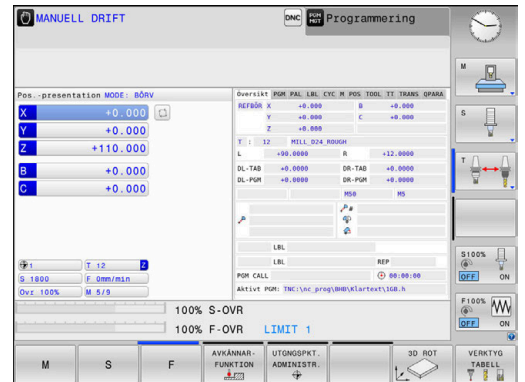 MANUELL DRIFT
DNC
PGM MGT
Programmering
Pos.-presentation MODE: BÖRV
X +0.000
Y +0.000
Z +110.000
B +0.000
C +0.000
1
T 12 Z
S 1800 F 0mm/min
Ovr 100% M 5/9
Översikt PGM PAL LBL CYC M POS TOOL TT TRANS QPARA
REFBÖR X +0.000 B +0.000
Y +0.000 C +0.000
Z +0.000
T : 12 MILL_D24_ROUGH
L +90.0000 R +12.0000
DL-TAB +0.0000 DR-TAB +0.0000
DL-PGM +0.0000 DR-PGM +0.0000
M50 M5
LBL
LBL REP
PGM CALL 00:00:00
Aktivt PGM: TNC:\nc_prog\BHB\Klartext\1GB.h
100% S-OVR
100% F-OVR LIMIT 1
M
S
T
S100%
OFF ON
F100%
OFF ON
M
S
F
AVKÄNNAR-
FUNKTION
UTGNGSPKT.
ADMINISTR.
3D ROT
VERKTYG
TABELL